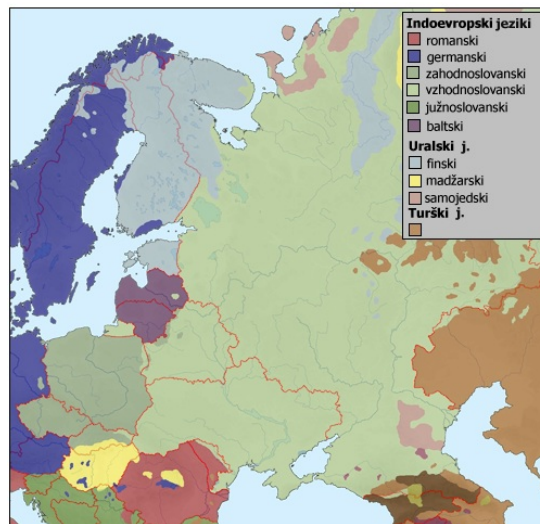 Indoevropski jeziki
romanski
germanski
zahodnoslovanski
vzhodnoslovanski
južnoslovanski
baltski
Uralski j.
finski
madžarski
samojedski
Turški j.